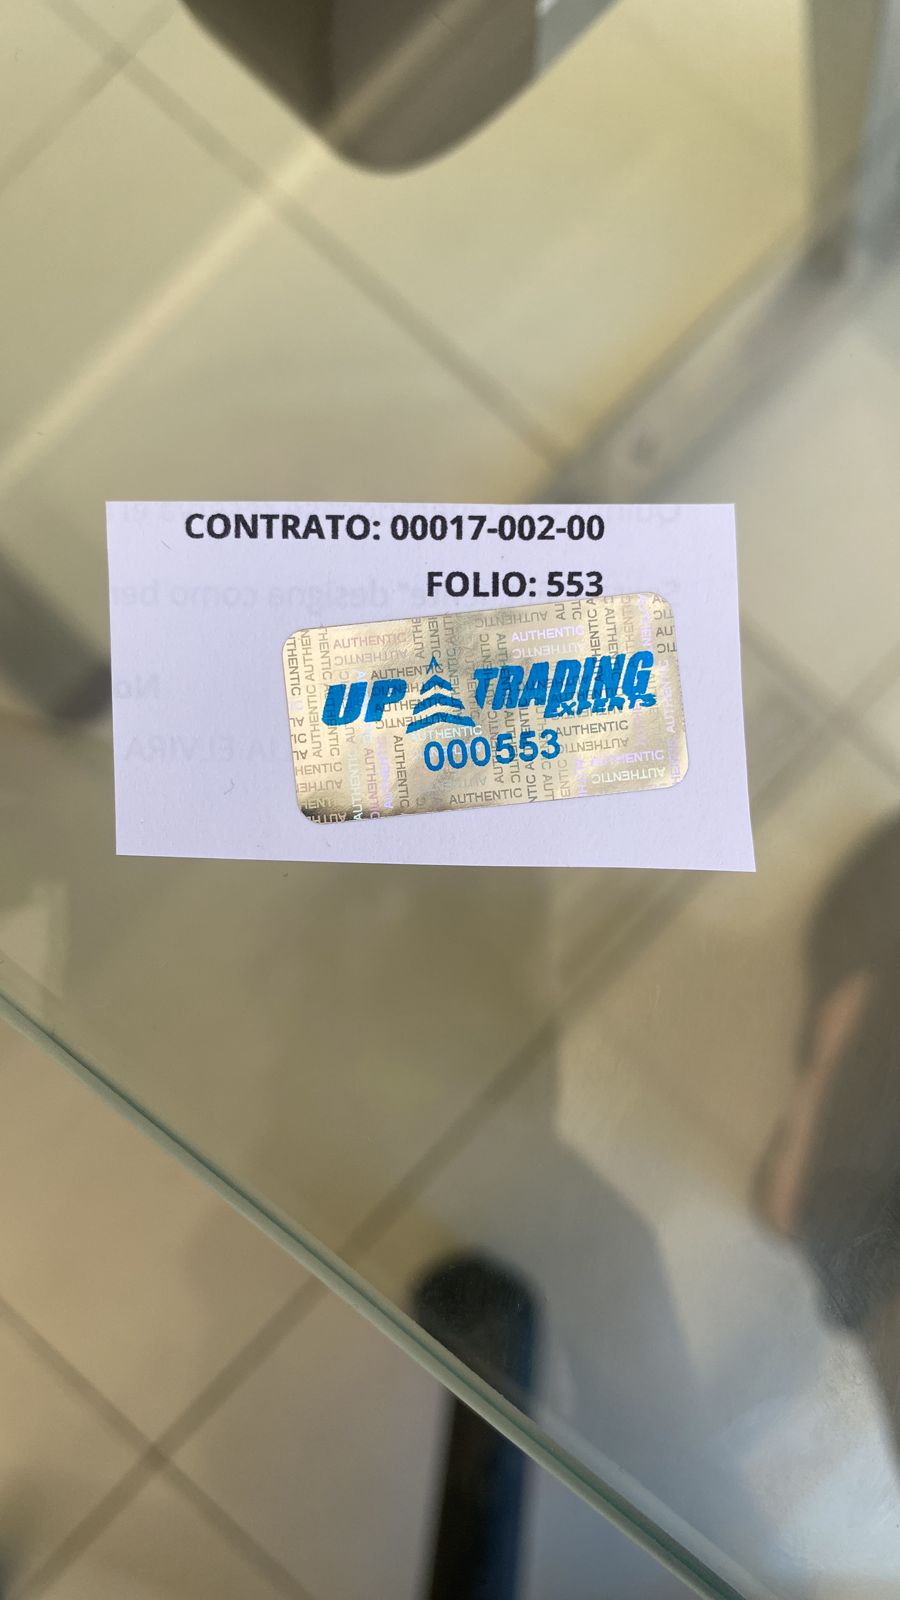 CONTRATO: 00017-002-00
FOLIO: 553
UP TRADING
EXPERTS
000553
AUTHENTIC